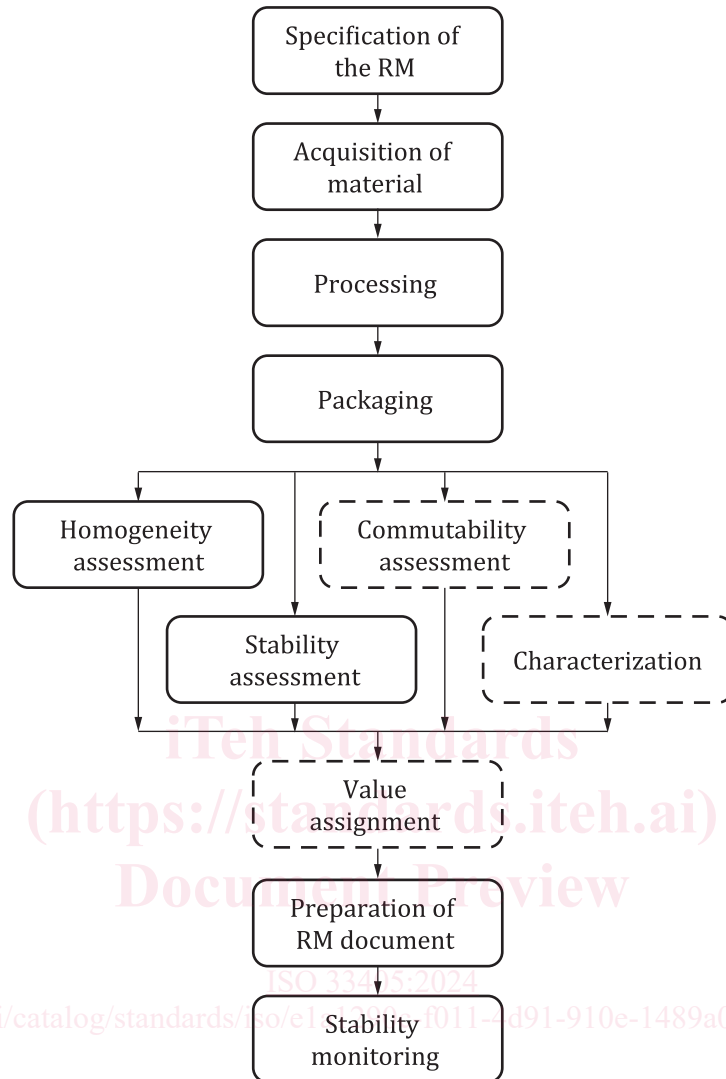 Specification of
the RM
Acquisition of
material
Processing
Packaging
Homogeneity
assessment
Commutability
assessment
Stability
assessment
Characterization
iTeh Standards
Value
assignment
(https://standards.iteh.ai)
Document Preview
Preparation of
RM document
ISO 33405:2024
Stability
monitoring